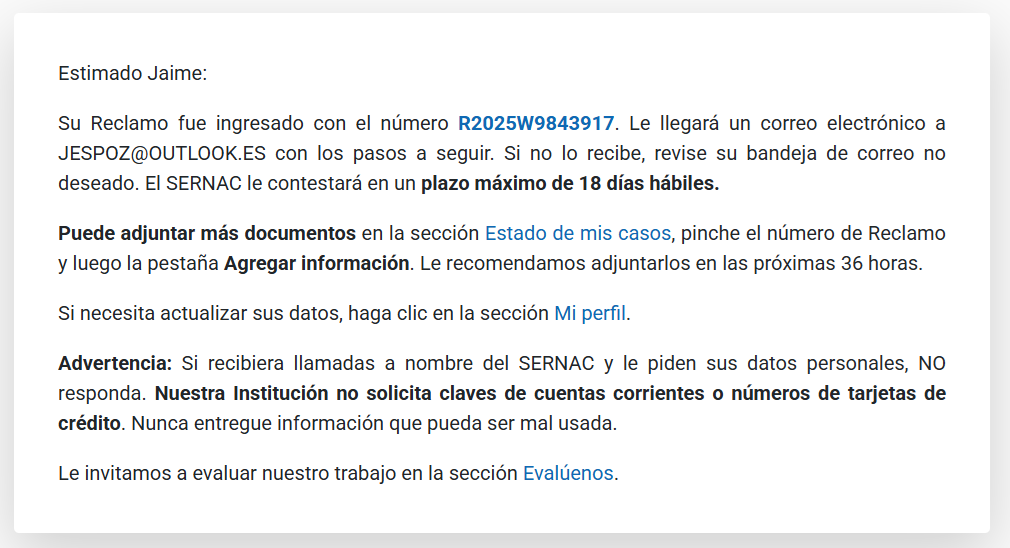 Estimado Jaime:
Su Reclamo fue ingresado con el número R2025W9843917. Le llegará un correo electrónico a
JESPOZ@OUTLOOK.ES con los pasos a seguir. Si no lo recibe, revise su bandeja de correo no
deseado. El SERNAC le contestará en un plazo máximo de 18 días hábiles.
Puede adjuntar más documentos en la sección Estado de mis casos, pinche el número de Reclamo
y luego la pestaña Agregar información. Le recomendamos adjuntarlos en las próximas 36 horas.
Si necesita actualizar sus datos, haga clic en la sección Mi perfil.
Advertencia: Si recibiera llamadas a nombre del SERNAC y le piden sus datos personales, NO
responda. Nuestra Institución no solicita claves de cuentas corrientes o números de tarjetas de
crédito. Nunca entregue información que pueda ser mal usada.
Le invitamos a evaluar nuestro trabajo en la sección Evalúenos.